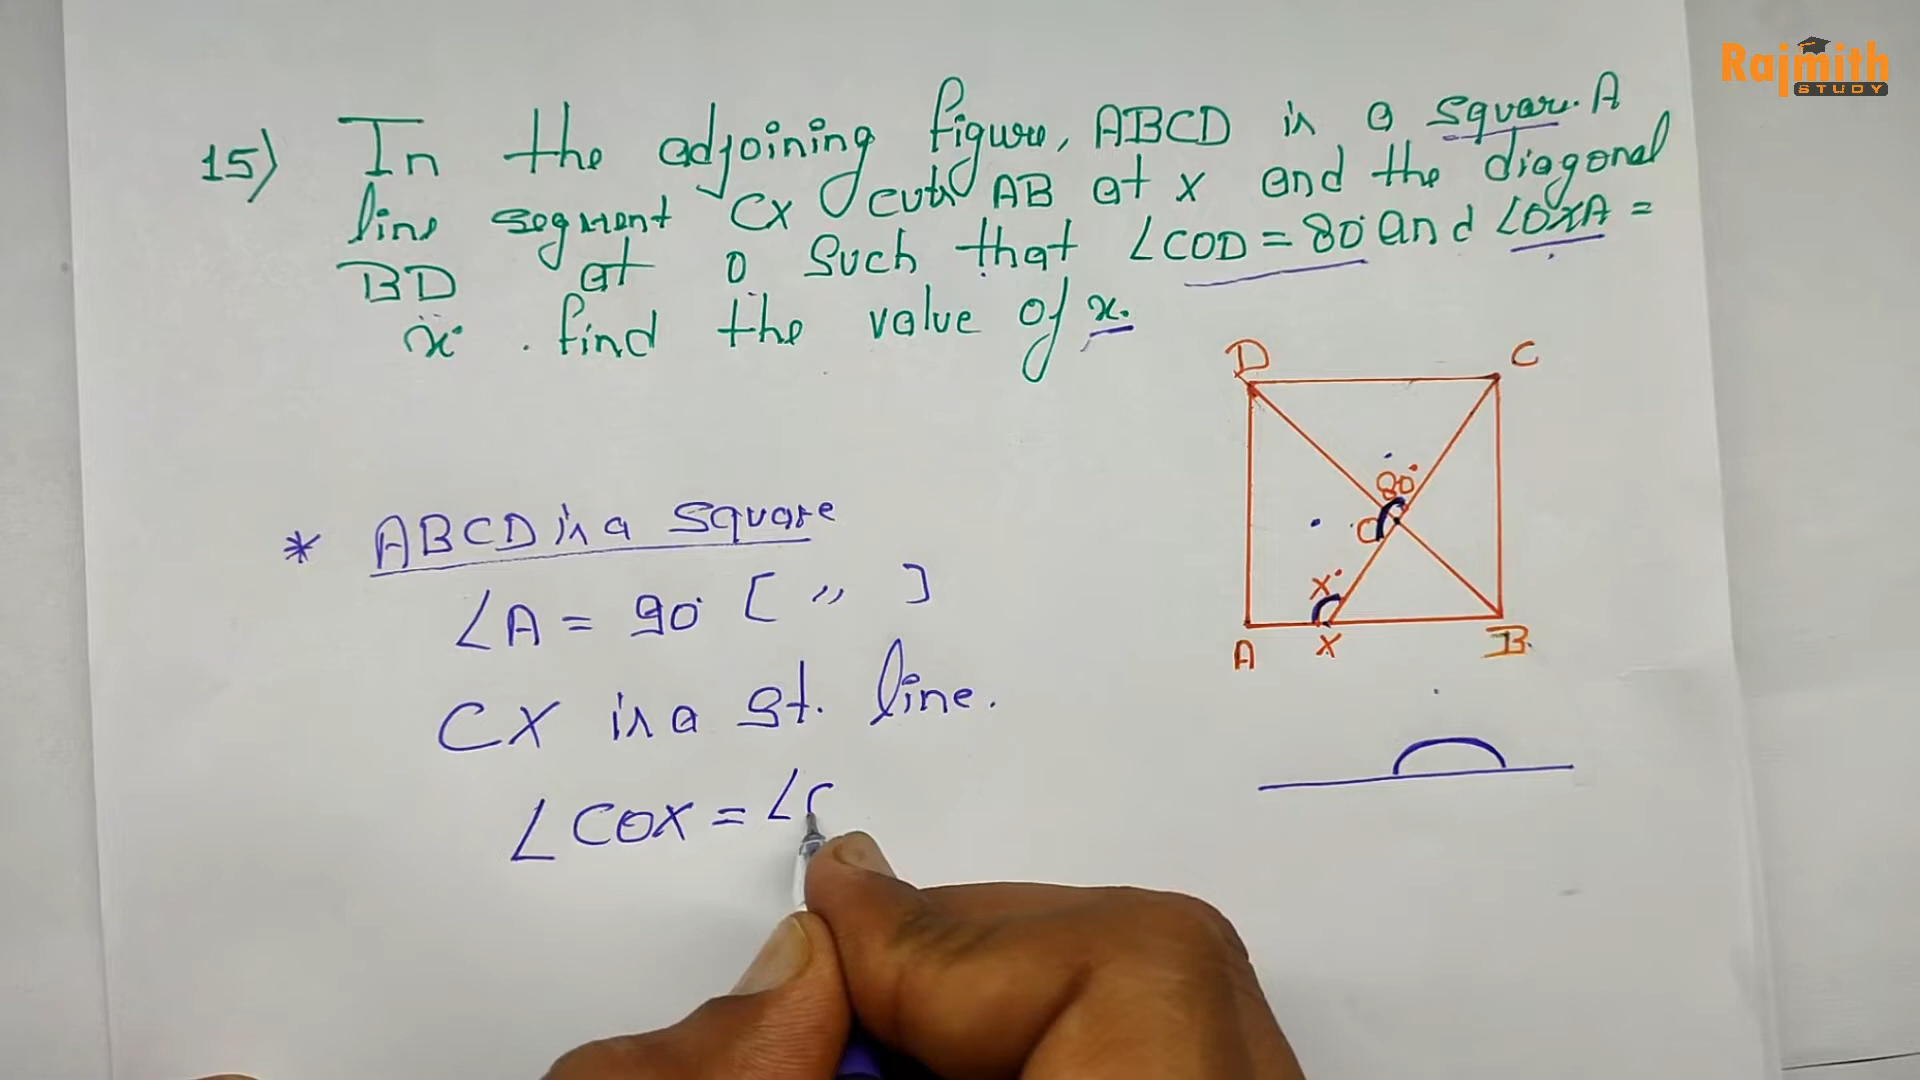 Rajmith
STUDY
15) In the adjoining figure, ABCD is a square. A
line segment CX cuts AB at X and the diagonal
BD at O such that ∠COD = 80° and ∠OXA =
x°. find the value of x.
D C
80°
O
x°
A X B
* ABCD is a square
∠A = 90° [ " ]
CX is a st. line.
∠COX = ∠C